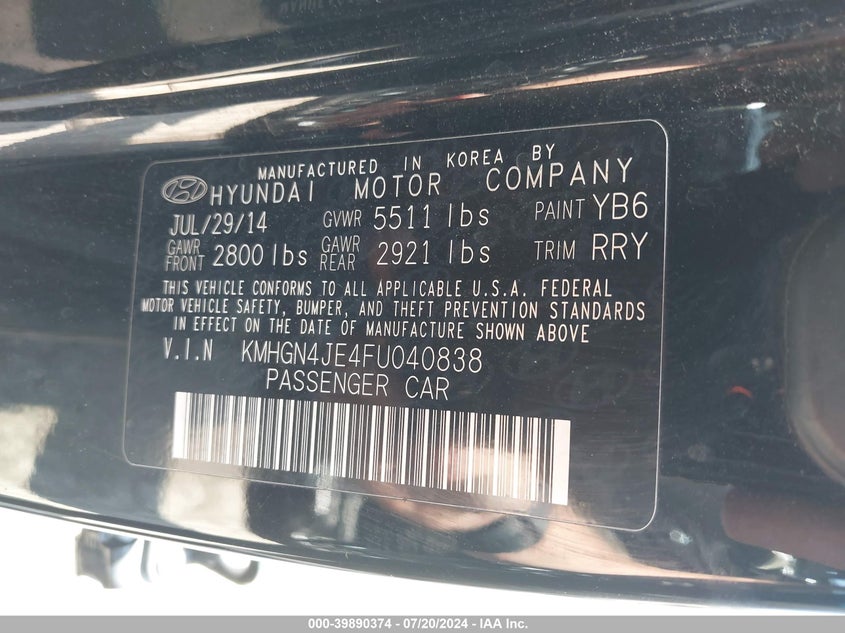 MANUFACTURED IN KOREA BY
HYUNDAI MOTOR COMPANY
JUL/29/14 GVWR 5511 lbs PAINT YB6
GAWR FRONT 2800 lbs GAWR REAR 2921 lbs TRIM RRY
THIS VEHICLE CONFORMS TO ALL APPLICABLE U.S.A. FEDERAL
MOTOR VEHICLE SAFETY, BUMPER, AND THEFT PREVENTION STANDARDS
IN EFFECT ON THE DATE OF MANUFACTURE SHOWN ABOVE
V.I.N KMHGN4JE4FU040838
PASSENGER CAR
000-39890374 - 07/20/2024 - IAA Inc.